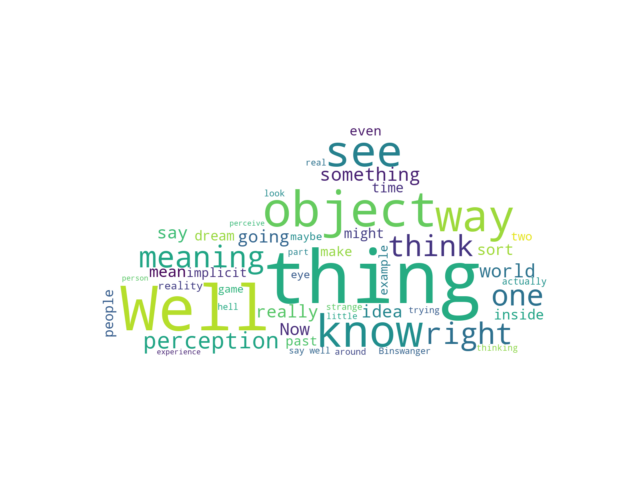 even
real see
something
look time
object way
perceive
say dream going maybe might two
meaning part make think sort
person mean implicit eye example world actually
reality thing
people Well game one
hell really strange idea trying inside
little
perception Now know right
past
experience say well around Binswanger thinking